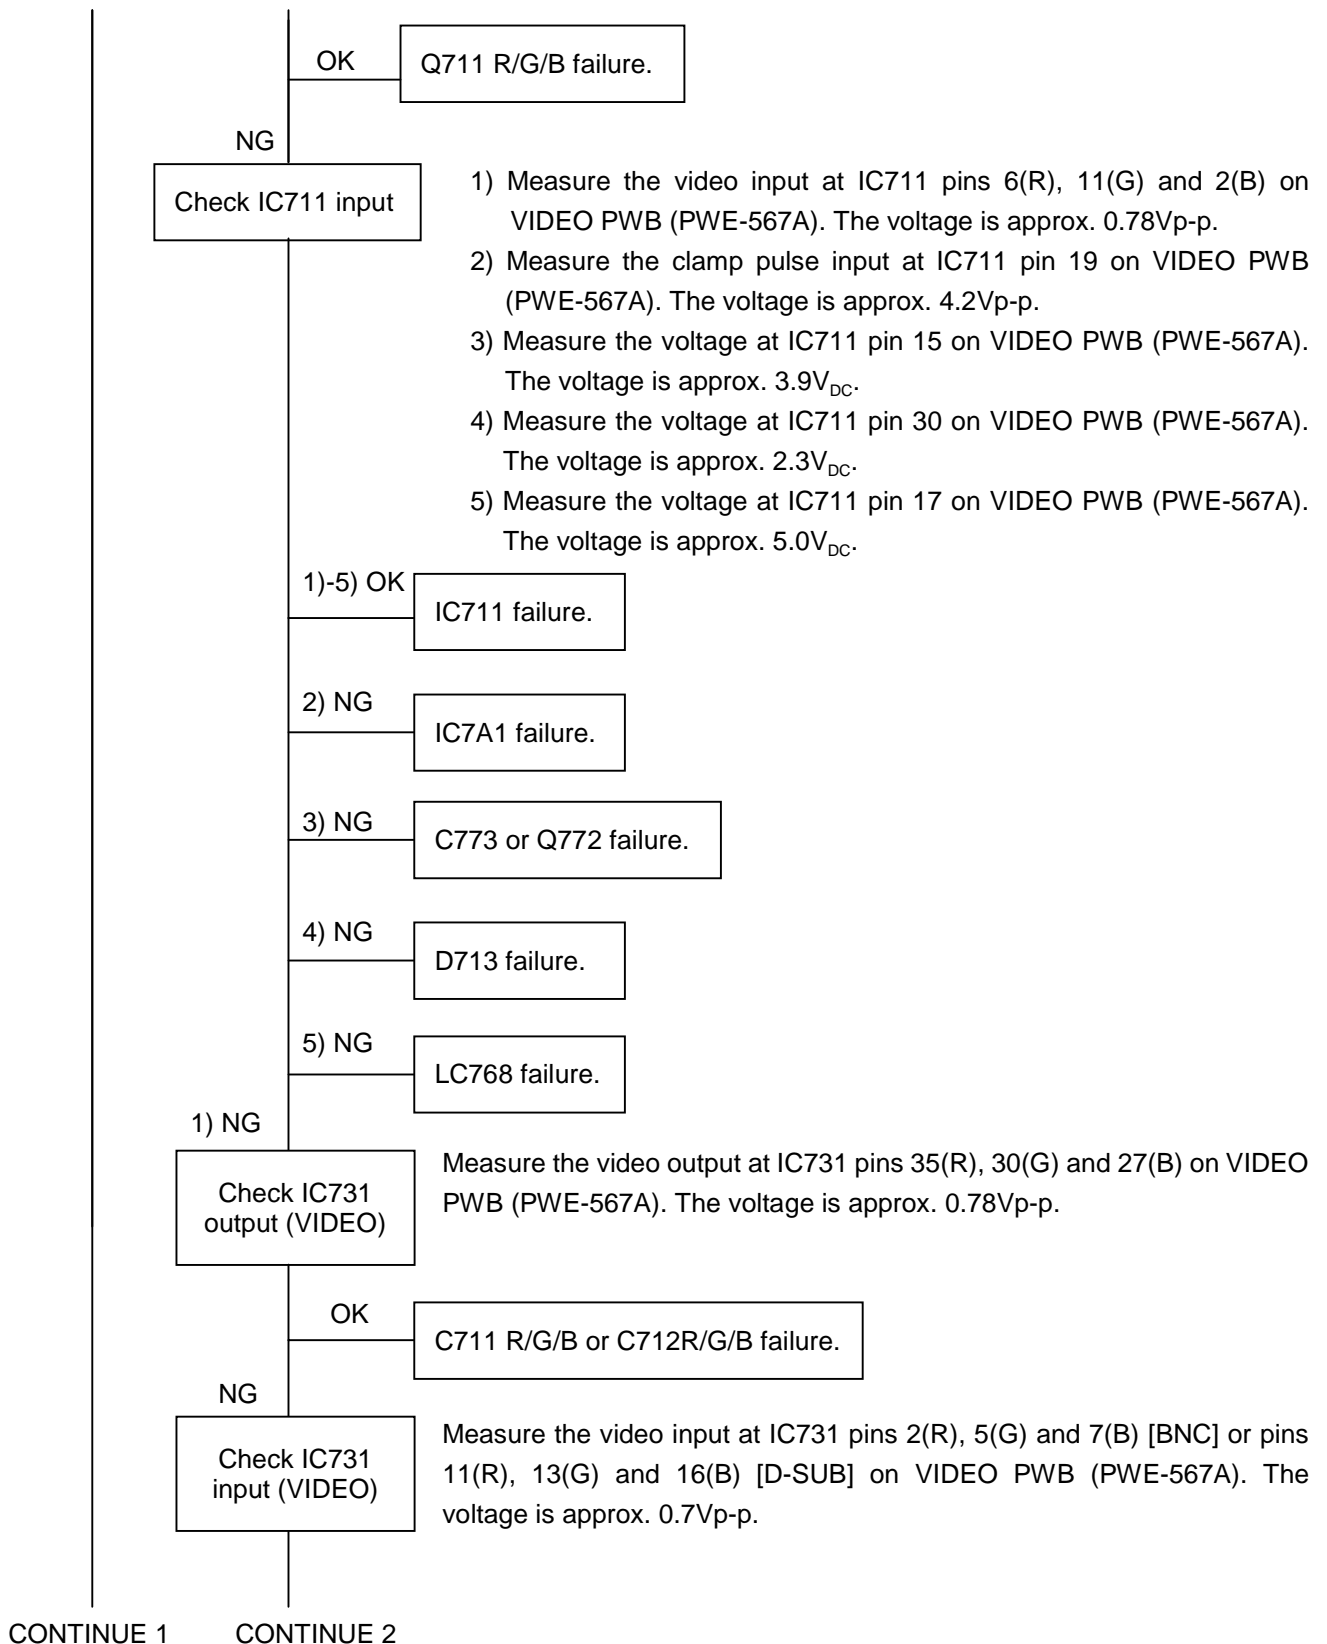 OK
Q711 R/G/B failure.
NG
Check IC711 input
1) Measure the video input at IC711 pins 6(R), 11(G) and 2(B) on
VIDEO PWB (PWE-567A). The voltage is approx. 0.78Vp-p.
2) Measure the clamp pulse input at IC711 pin 19 on VIDEO PWB
(PWE-567A). The voltage is approx. 4.2Vp-p.
3) Measure the voltage at IC711 pin 15 on VIDEO PWB (PWE-567A).
The voltage is approx. 3.9VDC.
4) Measure the voltage at IC711 pin 30 on VIDEO PWB (PWE-567A).
The voltage is approx. 2.3VDC.
5) Measure the voltage at IC711 pin 17 on VIDEO PWB (PWE-567A).
The voltage is approx. 5.0VDC.
1)-5) OK
IC711 failure.
2) NG
IC7A1 failure.
3) NG
C773 or Q772 failure.
4) NG
D713 failure.
5) NG
LC768 failure.
1) NG
Check IC731
output (VIDEO)
Measure the video output at IC731 pins 35(R), 30(G) and 27(B) on VIDEO
PWB (PWE-567A). The voltage is approx. 0.78Vp-p.
OK
C711 R/G/B or C712R/G/B failure.
NG
Check IC731
input (VIDEO)
Measure the video input at IC731 pins 2(R), 5(G) and 7(B) [BNC] or pins
11(R), 13(G) and 16(B) [D-SUB] on VIDEO PWB (PWE-567A). The
voltage is approx. 0.7Vp-p.
CONTINUE 1
CONTINUE 2